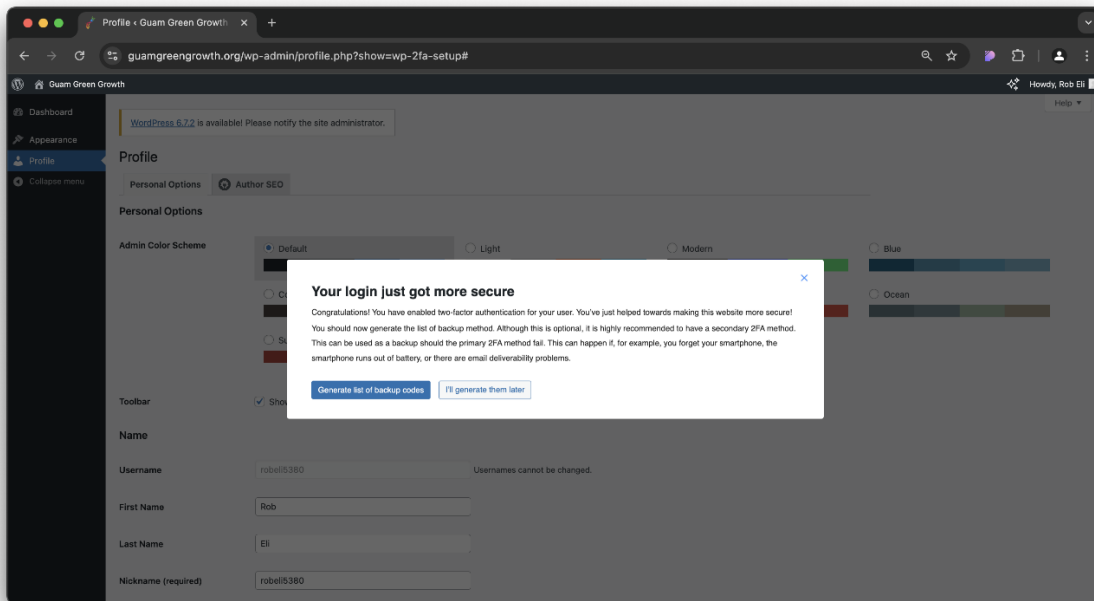 Profile ‹ Guam Green Growth
guamgreengrowth.org/wp-admin/profile.php?show=wp-2fa-setup#
Guam Green Growth
Howdy, Rob Eli
Dashboard
Appearance
Profile
Collapse menu
Help
WordPress 6.7.2 is available! Please notify the site administrator.
Profile
Personal Options
Author SEO
Personal Options
Admin Color Scheme
Default
Light
Modern
Blue
Ocean
Your login just got more secure
Congratulations! You have enabled two-factor authentication for your user. You've just helped towards making this website more secure!
You should now generate the list of backup method. Although this is optional, it is highly recommended to have a secondary 2FA method.
This can be used as a backup should the primary 2FA method fail. This can happen if, for example, you forget your smartphone, the
smartphone runs out of battery, or there are email deliverability problems.
Generate list of backup codes
I'll generate them later
Toolbar
Name
Username
robeli5380
Usernames cannot be changed.
First Name
Rob
Last Name
Eli
Nickname (required)
robeli5380